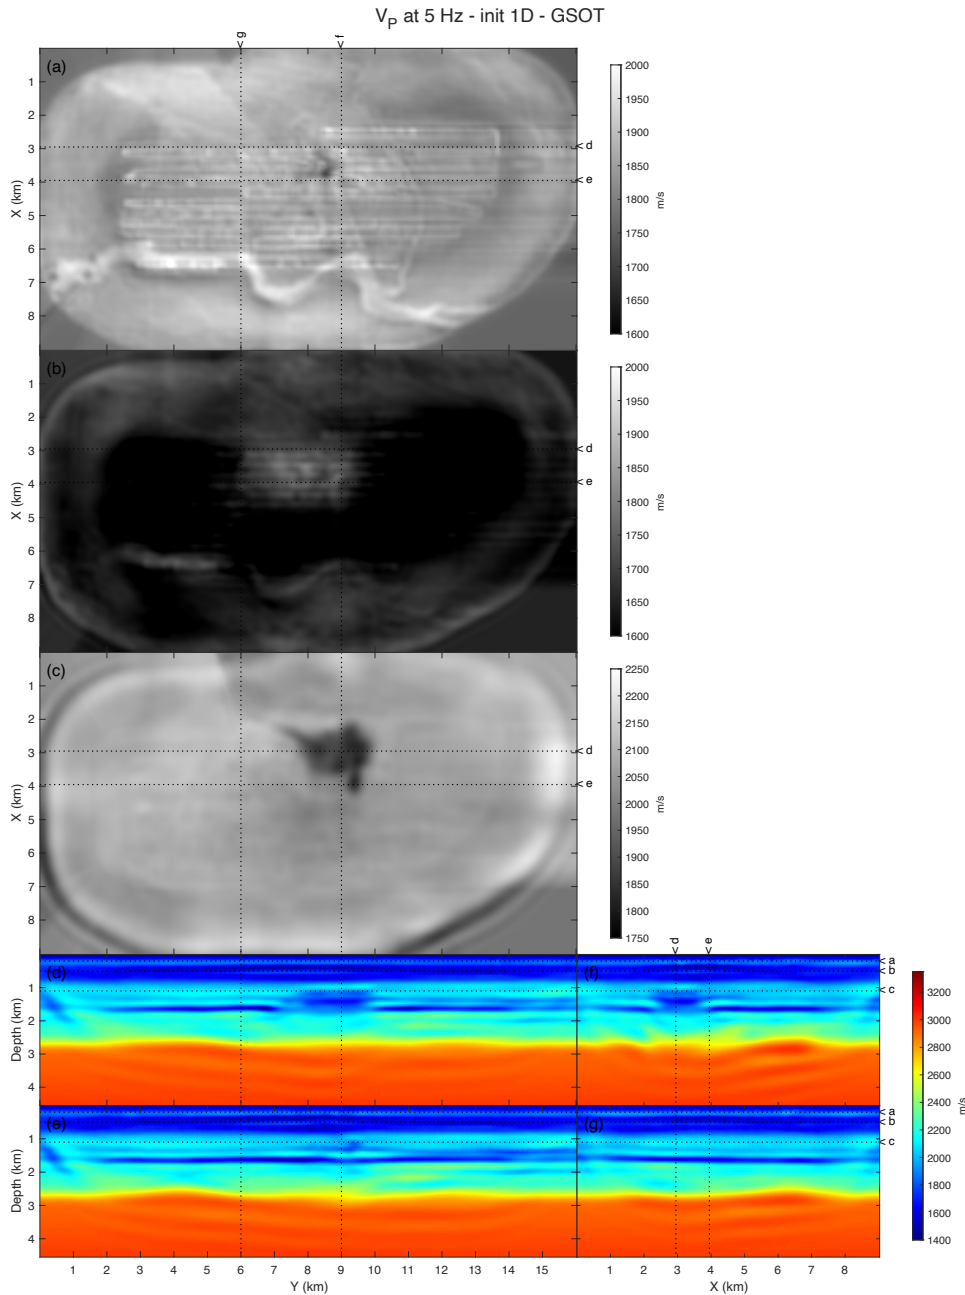 V_P at 5 Hz - init 1D - GSOT
< g
< f
(a)
1
2
3
4
5
6
7
8
X (km)
< d
< e
2000
1950
1900
1850
1800
1750
1700
1650
1600
m/s
(b)
1
2
3
4
5
6
7
8
X (km)
< d
< e
2000
1950
1900
1850
1800
1750
1700
1650
1600
m/s
(c)
1
2
3
4
5
6
7
8
X (km)
< d
< e
2250
2200
2150
2100
2050
2000
1950
1900
1850
1800
1750
m/s
< d
< e
(d)
1
2
3
4
Depth (km)
(f)
< a
< b
< c
(e)
1
2
3
4
Depth (km)
(g)
< a
< b
< c
3200
3000
2800
2600
2400
2200
2000
1800
1600
1400
m/s
1 2 3 4 5 6 7 8 9 10 11 12 13 14 15
Y (km)
1 2 3 4 5 6 7 8
X (km)